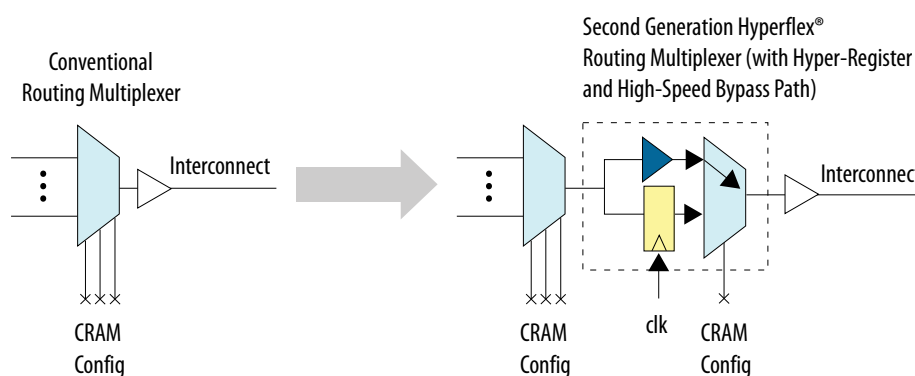 Conventional
Routing Multiplexer
Interconnect
CRAM
Config
Second Generation Hyperflex®
Routing Multiplexer (with Hyper-Register
and High-Speed Bypass Path)
Interconnec
CRAM
Config
clk
CRAM
Config